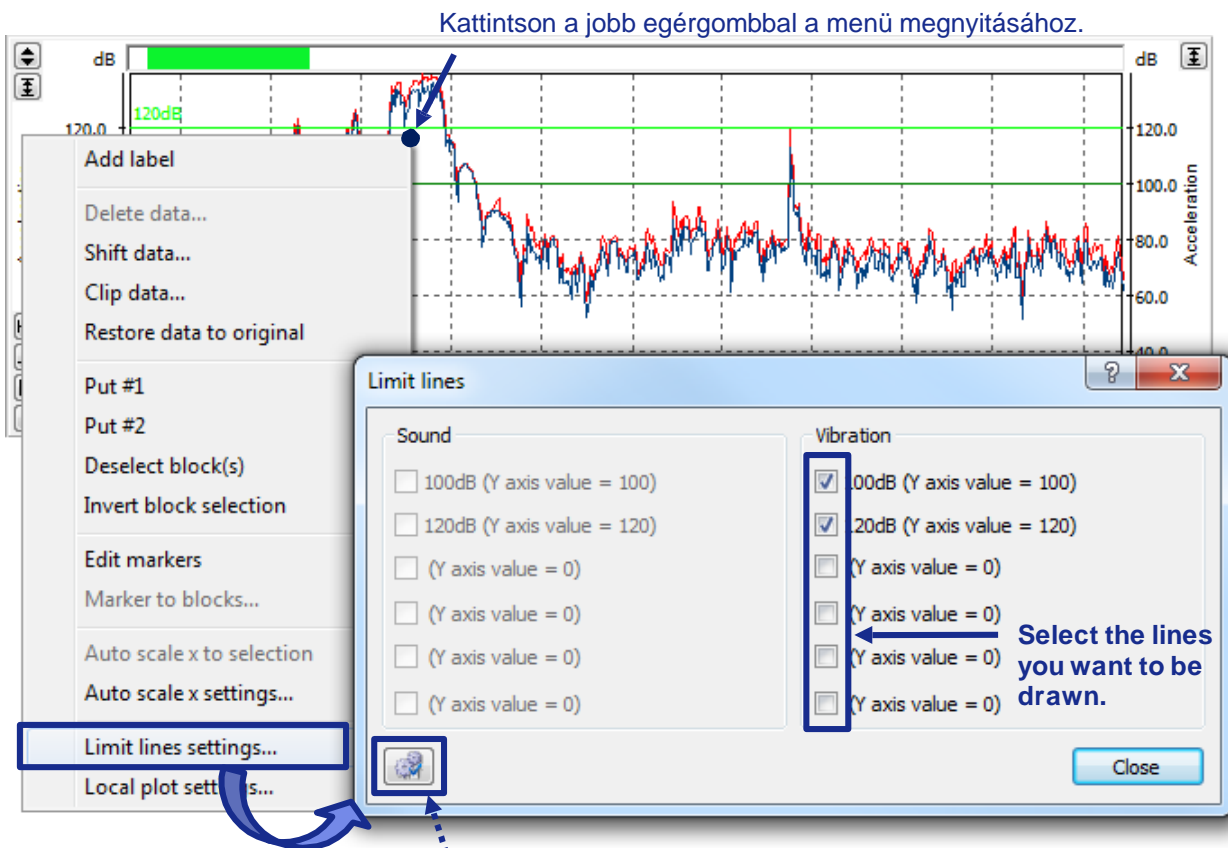 Kattintson a jobb egérgombbal a menü megnyitásához.
dB
dB
120dB
120.0
120.0
100.0
80.0
60.0
40.0
Acceleration
Add label
Delete data...
Shift data...
Clip data...
Restore data to original
Put #1
Put #2
Deselect block(s)
Invert block selection
Edit markers
Marker to blocks...
Auto scale x to selection
Auto scale x settings...
Limit lines settings...
Local plot settings...
Limit lines
Sound
100dB (Y axis value = 100)
120dB (Y axis value = 120)
(Y axis value = 0)
(Y axis value = 0)
(Y axis value = 0)
(Y axis value = 0)
Vibration
100dB (Y axis value = 100)
120dB (Y axis value = 120)
(Y axis value = 0)
(Y axis value = 0)
(Y axis value = 0)
(Y axis value = 0)
Select the lines
you want to be
drawn.
Close